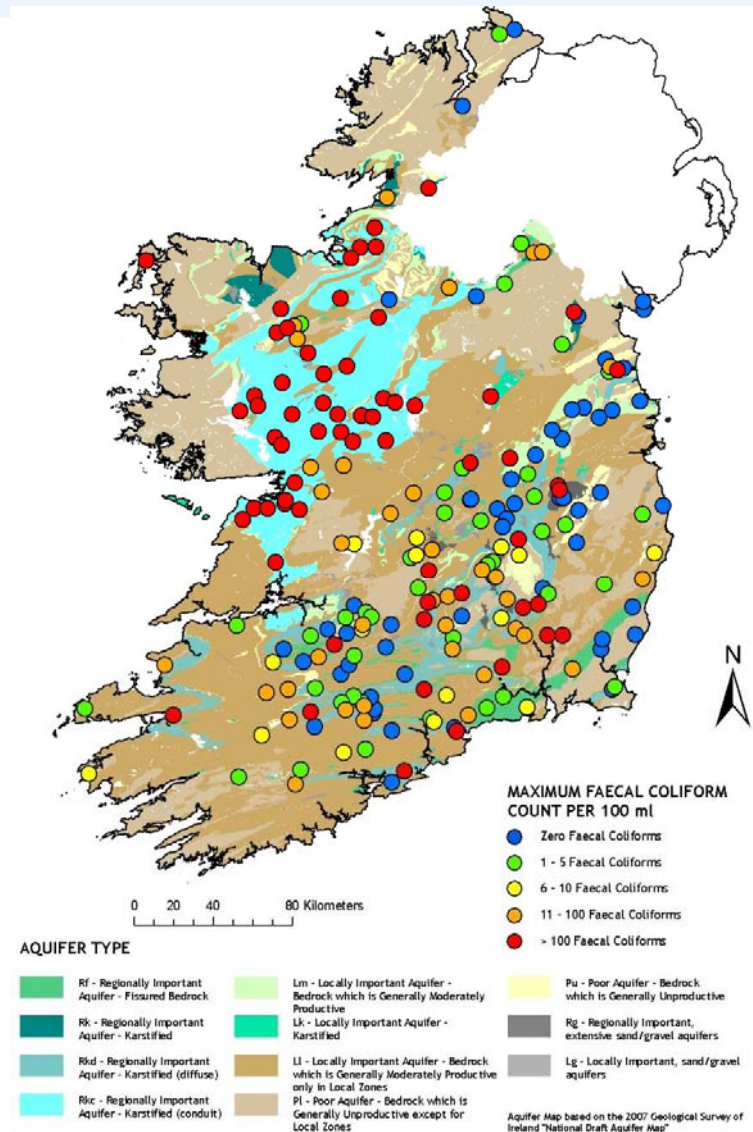 N
MAXIMUM FAECAL COLIFORM
COUNT PER 100 ml
Zero Faecal Coliforms
1 - 5 Faecal Coliforms
6 - 10 Faecal Coliforms
11 - 100 Faecal Coliforms
> 100 Faecal Coliforms
0 80 Kilometers
AQUIFER TYPE
Rf - Regionally Important
Aquifer - Fissured Bedrock
Rk - Regionally Important
Aquifer - Karstified
Rkd - Regionally Important
Aquifer - Karstified (diffuse)
Rkc - Regionally Important
Aquifer - Karstified (conduit)
Lm - Locally Important Aquifer -
Bedrock which is Generally Moderately
Productive
Lk - Locally Important Aquifer -
Karstified
Ll - Locally Important Aquifer - Bedrock
which is Generally Moderately Productive
only in Local Zones
Pl - Poor Aquifer - Bedrock which is
Generally Unproductive except for
Local Zones
Pu - Poor Aquifer - Bedrock
which is Generally Unproductive
Rg - Regionally Important,
extensive sand/gravel aquifers
Lg - Locally Important, sand/gravel
aquifers
Aquifer Map based on the 2007 Geological Survey of
Ireland "National Draft Aquifer Map"